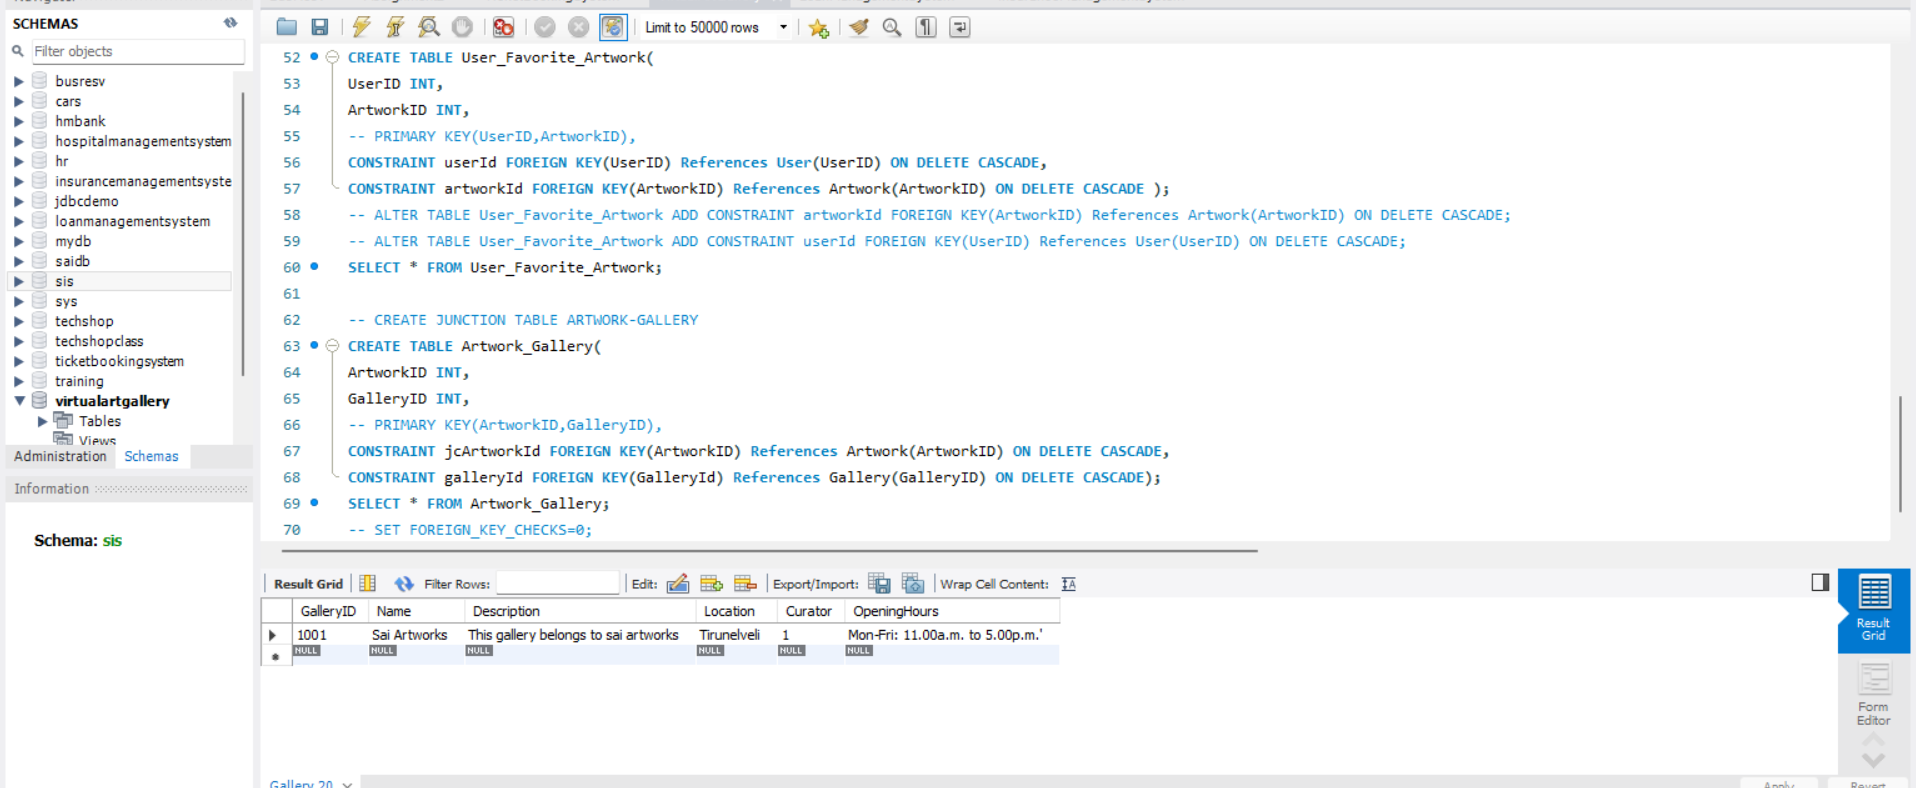 SCHEMAS
Filter objects
busresv
cars
hmbank
hospitalmanagementsystem
hr
insurancemanagementsyste
jdbcdemo
loanmanagementsystem
mydb
saidb
sis
sys
techshop
techshopclass
ticketbookingsystem
training
virtualartgallery
Tables
Views
Administration Schemas
Information
Schema: sis
Limit to 50000 rows
52 CREATE TABLE User_Favorite_Artwork(
53 UserID INT,
54 ArtworkID INT,
55 -- PRIMARY KEY(UserID,ArtworkID),
56 CONSTRAINT userId FOREIGN KEY(UserID) References User(UserID) ON DELETE CASCADE,
57 CONSTRAINT artworkId FOREIGN KEY(ArtworkID) References Artwork(ArtworkID) ON DELETE CASCADE );
58 -- ALTER TABLE User_Favorite_Artwork ADD CONSTRAINT artworkId FOREIGN KEY(ArtworkID) References Artwork(ArtworkID) ON DELETE CASCADE;
59 -- ALTER TABLE User_Favorite_Artwork ADD CONSTRAINT userId FOREIGN KEY(UserID) References User(UserID) ON DELETE CASCADE;
60 SELECT * FROM User_Favorite_Artwork;
61
62 -- CREATE JUNCTION TABLE ARTWORK-GALLERY
63 CREATE TABLE Artwork_Gallery(
64 ArtworkID INT,
65 GalleryID INT,
66 -- PRIMARY KEY(ArtworkID,GalleryID),
67 CONSTRAINT jcArtworkId FOREIGN KEY(ArtworkID) References Artwork(ArtworkID) ON DELETE CASCADE,
68 CONSTRAINT galleryId FOREIGN KEY(GalleryId) References Gallery(GalleryID) ON DELETE CASCADE);
69 SELECT * FROM Artwork_Gallery;
70 -- SET FOREIGN_KEY_CHECKS=0;
Result Grid Filter Rows: Edit: Export/Import: Wrap Cell Content:
GalleryID Name Description Location Curator OpeningHours
1001 Sai Artworks This gallery belongs to sai artworks Tirunelveli 1 Mon-Fri: 11.00a.m. to 5.00p.m.'
NULL NULL NULL NULL NULL NULL
Result
Grid
Form
Editor
Gallery 20
Apply Revert